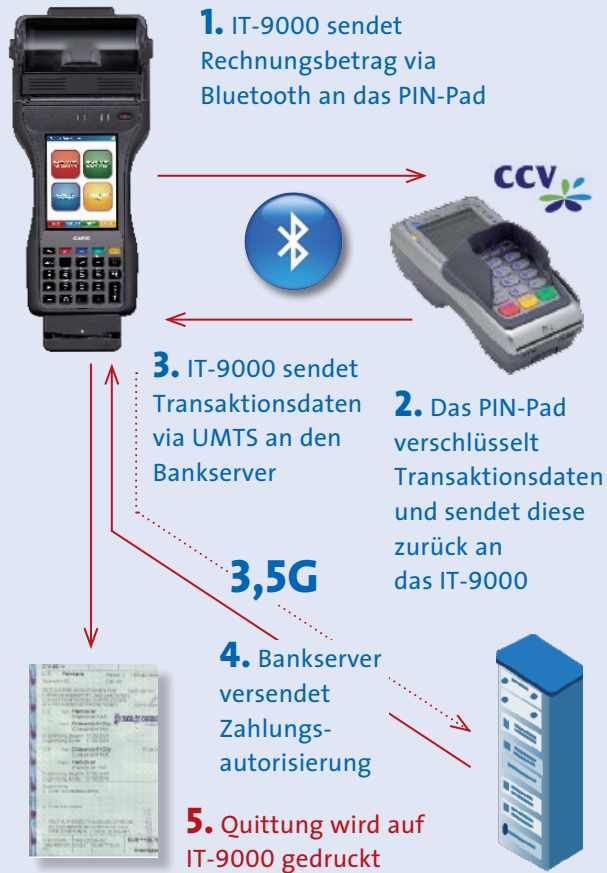 1. IT-9000 sendet
Rechnungsbetrag via
Bluetooth an das PIN-Pad
CCV
CASIO
3. IT-9000 sendet
Transaktionsdaten
via UMTS an den
Bankserver
2. Das PIN-Pad
verschlüsselt
Transaktionsdaten
und sendet diese
zurück an
das IT-9000
3,5G
4. Bankserver
versendet
Zahlungs-
autorisierung
5. Quittung wird auf
IT-9000 gedruckt